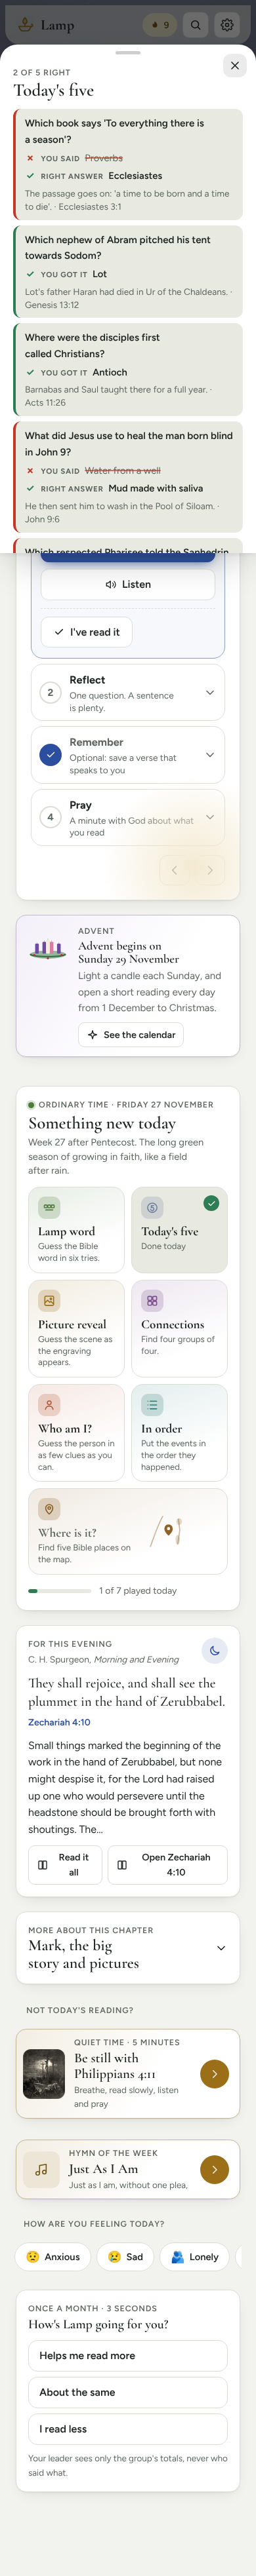 Lamp
9
2 OF 5 RIGHT
Today's five
Which book says 'To everything there is
a season'?
YOU SAID Proverbs
RIGHT ANSWER Ecclesiastes
The passage goes on: 'a time to be born and a time
to die'. · Ecclesiastes 3:1
Which nephew of Abram pitched his tent
towards Sodom?
YOU GOT IT Lot
Lot's father Haran had died in Ur of the Chaldeans. ·
Genesis 13:12
Where were the disciples first
called Christians?
YOU GOT IT Antioch
Barnabas and Saul taught there for a full year. ·
Acts 11:26
What did Jesus use to heal the man born blind
in John 9?
YOU SAID Water from a well
RIGHT ANSWER Mud made with saliva
He then sent him to wash in the Pool of Siloam. ·
John 9:6
Which respected Pharisee told the Sanhedrin
Listen
I've read it
2
Reflect
One question. A sentence
is plenty.
Remember
Optional: save a verse that
speaks to you
4
Pray
A minute with God about what
you read
ADVENT
Advent begins on
Sunday 29 November
Light a candle each Sunday, and
open a short reading every day
from 1 December to Christmas.
See the calendar
ORDINARY TIME · FRIDAY 27 NOVEMBER
Something new today
Week 27 after Pentecost. The long green
season of growing in faith, like a field
after rain.
Lamp word
Guess the Bible
word in six tries.
5
Today's five
Done today
Picture reveal
Guess the scene as
the engraving
appears.
Connections
Find four groups of
four.
Who am I?
Guess the person in
as few clues as you
can.
In order
Put the events in
the order they
happened.
Where is it?
Find five Bible places on
the map.
1 of 7 played today
FOR THIS EVENING
C. H. Spurgeon, Morning and Evening
They shall rejoice, and shall see the
plummet in the hand of Zerubbabel.
Zechariah 4:10
Small things marked the beginning of the
work in the hand of Zerubbabel, but none
might despise it, for the Lord had raised
up one who would persevere until the
headstone should be brought forth with
shoutings. The…
Read it
all
Open Zechariah
4:10
MORE ABOUT THIS CHAPTER
Mark, the big
story and pictures
NOT TODAY'S READING?
QUIET TIME · 5 MINUTES
Be still with
Philippians 4:11
Breathe, read slowly, listen
and pray
HYMN OF THE WEEK
Just As I Am
Just as I am, without one plea,
HOW ARE YOU FEELING TODAY?
Anxious
Sad
Lonely
ONCE A MONTH · 3 SECONDS
How's Lamp going for you?
Helps me read more
About the same
I read less
Your leader sees only the group's totals, never who
said what.